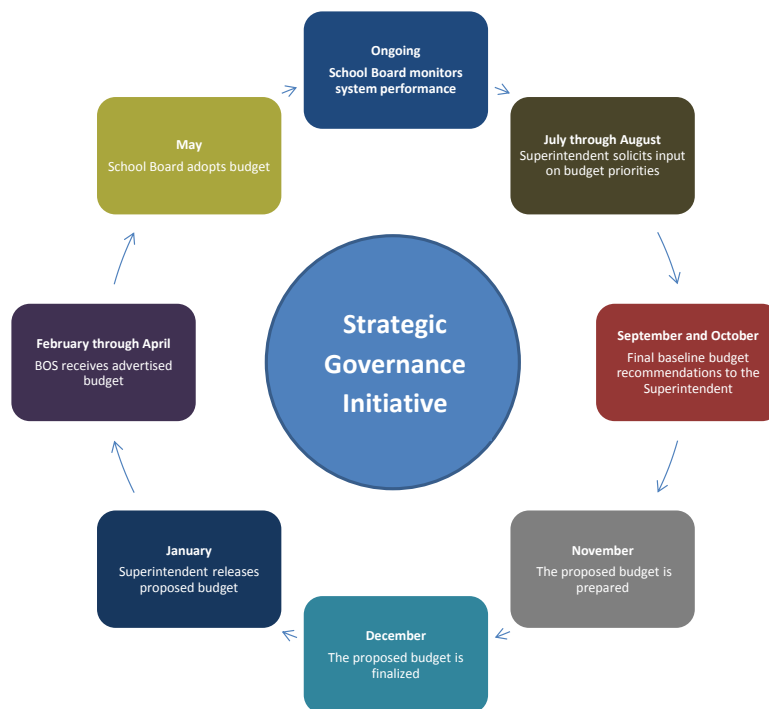 Ongoing
School Board monitors
system performance
July through August
Superintendent solicits input
on budget priorities
September and October
Final baseline budget
recommendations to the
Superintendent
November
The proposed budget is
prepared
December
The proposed budget is
finalized
January
Superintendent releases
proposed budget
February through April
BOS receives advertised
budget
May
School Board adopts budget
Strategic
Governance
Initiative